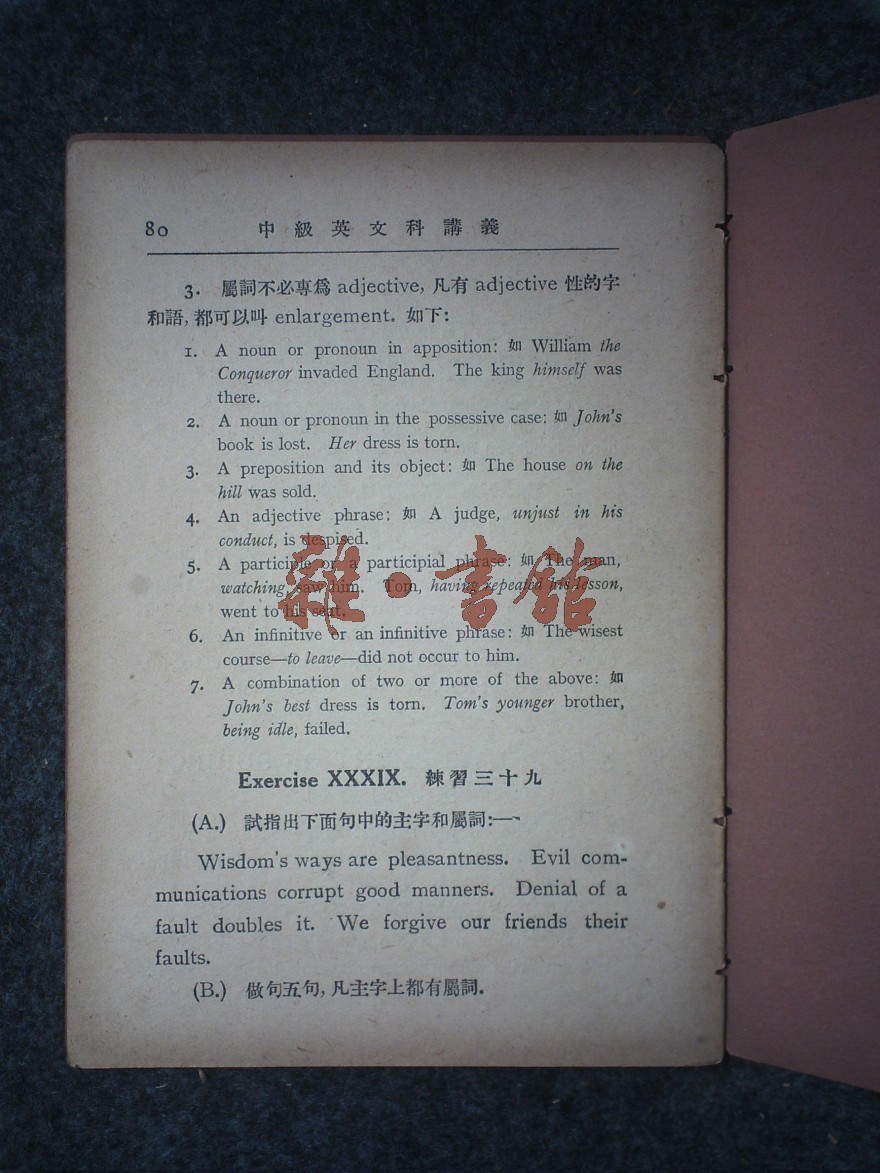 80 中級英文科講義
3. 屬詞不必專爲 adjective, 凡有 adjective 性的字
和語, 都可以叫 enlargement. 如下:
1. A noun or pronoun in apposition: 如 William the
Conqueror invaded England. The king himself was
there.
2. A noun or pronoun in the possessive case: 如 John's
book is lost. Her dress is torn.
3. A preposition and its object: 如 The house on the
hill was sold.
4. An adjective phrase: 如 A judge, unjust in his
conduct, is despised.
5. A participle or a participial phrase: 如 The man,
watching, saw him. Tom, having repeated his lesson,
went to his seat.
6. An infinitive or an infinitive phrase: 如 The wisest
course—to leave—did not occur to him.
7. A combination of two or more of the above: 如
John's best dress is torn. Tom's younger brother,
being idle, failed.
雜·書館
Exercise XXXIX. 練習三十九
(A.) 試指出下面句中的主字和屬詞:—
Wisdom's ways are pleasantness. Evil com-
munications corrupt good manners. Denial of a
fault doubles it. We forgive our friends their
faults.
(B.) 做句五句, 凡主字上都有屬詞.